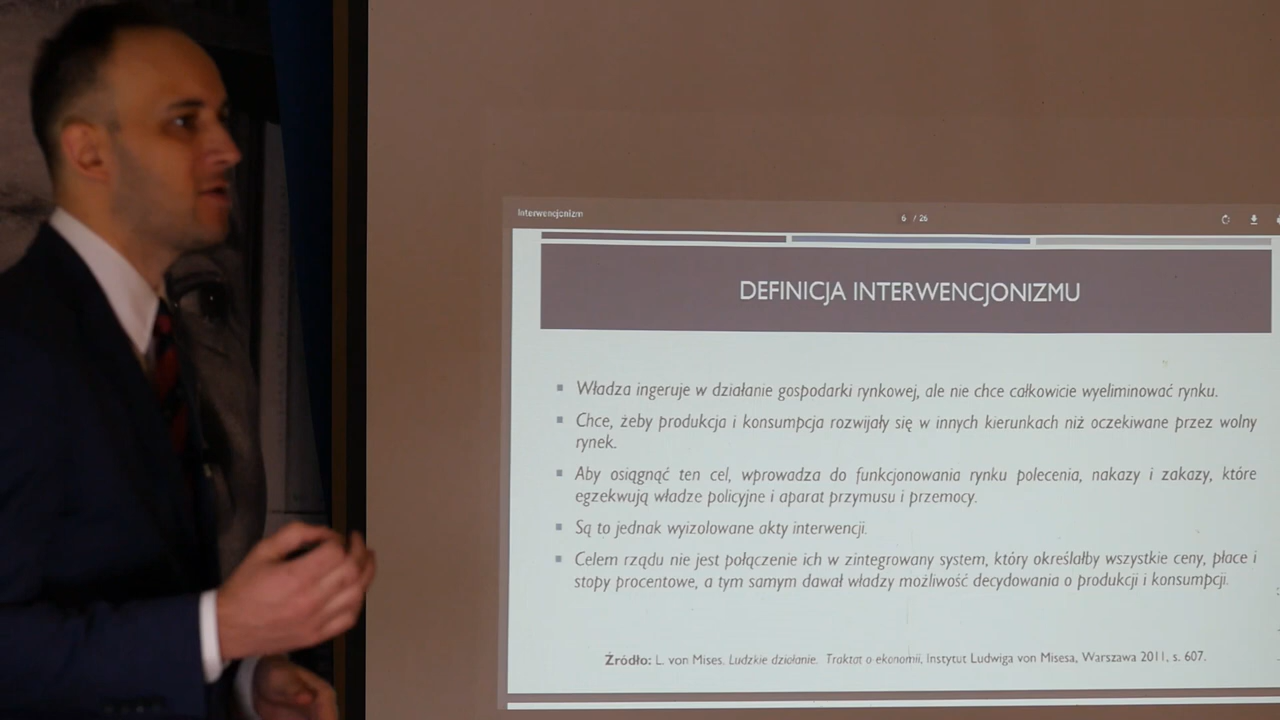 Interwencjonizm
6 / 26
DEFINICJA INTERWENCJONIZMU
Władza ingeruje w działanie gospodarki rynkowej, ale nie chce całkowicie wyeliminować rynku.
Chce, żeby produkcja i konsumpcja rozwijały się w innych kierunkach niż oczekiwane przez wolny
rynek.
Aby osiągnąć ten cel, wprowadza do funkcjonowania rynku polecenia, nakazy i zakazy, które
egzekwują władze policyjne i aparat przymusu i przemocy.
Są to jednak wyizolowane akty interwencji.
Celem rządu nie jest połączenie ich w zintegrowany system, który określałby wszystkie ceny, płace i
stopy procentowe, a tym samym dawał władzy możliwość decydowania o produkcji i konsumpcji.
Źródło: L. von Mises. Ludzkie działanie. Traktat o ekonomii, Instytut Ludwiga von Misesa, Warszawa 2011, s. 607.